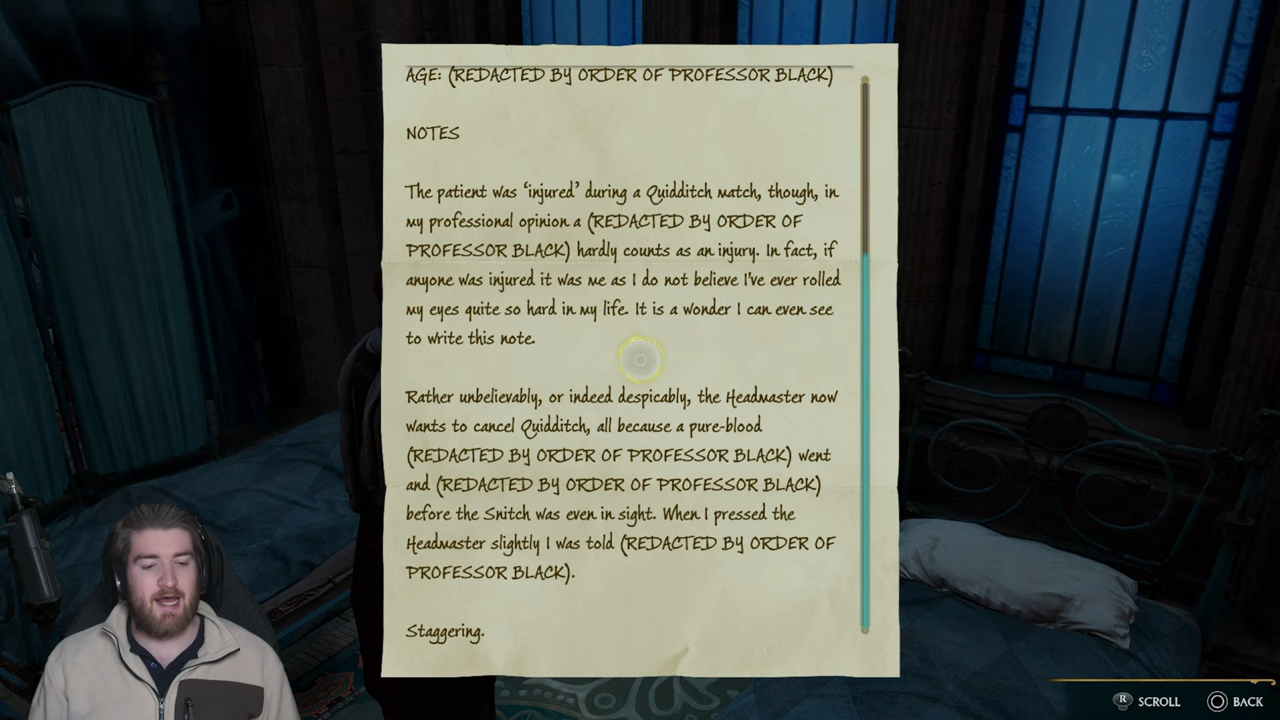 AGE: (REDACTED BY ORDER OF PROFESSOR BLACK)
NOTES
The patient was ‘injured’ during a Quidditch match, though, in
my professional opinion a (REDACTED BY ORDER OF
PROFESSOR BLACK) hardly counts as an injury. In fact, if
anyone was injured it was me as I do not believe I've ever rolled
my eyes quite so hard in my life. It is a wonder I can even see
to write this note.
Rather unbelievably, or indeed despicably, the Headmaster now
wants to cancel Quidditch, all because a pure-blood
(REDACTED BY ORDER OF PROFESSOR BLACK) went
and (REDACTED BY ORDER OF PROFESSOR BLACK)
before the Snitch was even in sight. When I pressed the
Headmaster slightly I was told (REDACTED BY ORDER OF
PROFESSOR BLACK).
Staggering.
R SCROLL BACK